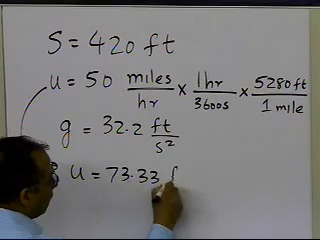 S = 420 ft
u = 50 miles/hr × 1hr/3600s × 5280 ft/1 mile
g = 32.2 ft/s²
u = 73.33 f